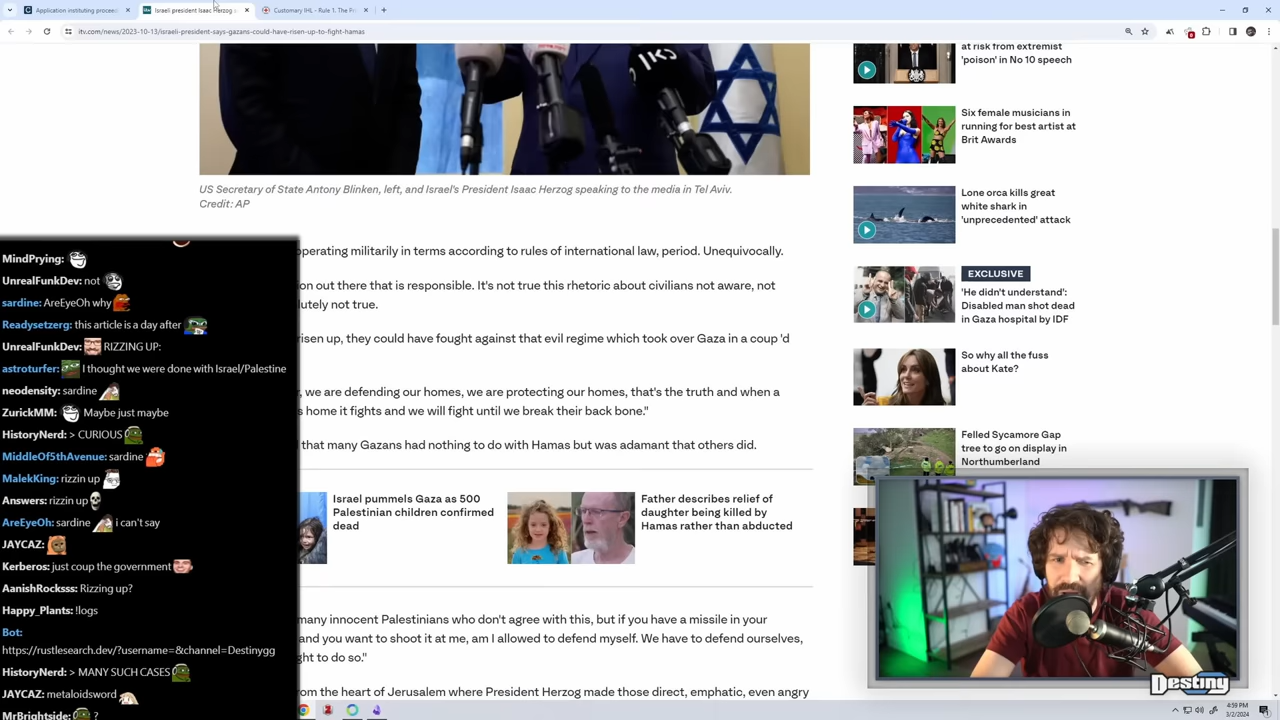 Application instituting proceed
Israeli president Isaac Herzog s
Customary IHL - Rule 1. The Pri
itv.com/news/2023-10-13/israeli-president-says-gazans-could-have-risen-up-to-fight-hamas
US Secretary of State Antony Blinken, left, and Israel's President Isaac Herzog speaking to the media in Tel Aviv.
Credit: AP
operating militarily in terms according to rules of international law, period. Unequivocally.
on out there that is responsible. It's not true this rhetoric about civilians not aware, not
lutely not true.
risen up, they could have fought against that evil regime which took over Gaza in a coup 'd
, we are defending our homes, we are protecting our homes, that's the truth and when a
s home it fights and we will fight until we break their back bone."
that many Gazans had nothing to do with Hamas but was adamant that others did.
Israel pummels Gaza as 500
Palestinian children confirmed
dead
Father describes relief of
daughter being killed by
Hamas rather than abducted
many innocent Palestinians who don't agree with this, but if you have a missile in your
and you want to shoot it at me, am I allowed to defend myself. We have to defend ourselves,
ght to do so."
om the heart of Jerusalem where President Herzog made those direct, emphatic, even angry
at risk from extremist
'poison' in No 10 speech
Six female musicians in
running for best artist at
Brit Awards
Lone orca kills great
white shark in
'unprecedented' attack
EXCLUSIVE
'He didn't understand':
Disabled man shot dead
in Gaza hospital by IDF
So why all the fuss
about Kate?
Felled Sycamore Gap
tree to go on display in
Northumberland
MindPrying:
UnrealFunkDev: not
sardine: AreEyeOh why
Readysetzerg: this article is a day after
UnrealFunkDev: RIZZING UP:
astroturfer: I thought we were done with Israel/Palestine
neodensity: sardine
ZurickMM: Maybe just maybe
HistoryNerd: > CURIOUS
MiddleOf5thAvenue: sardine
MalekKing: rizzin up
Answers: rizzin up
AreEyeOh: sardine i can't say
JAYCAZ:
Kerberos: just coup the government
AanishRocksss: Rizzing up?
Happy_Plants: !logs
Bot:
https://rustlesearch.dev/?username=&channel=Destinygg
HistoryNerd: > MANY SUCH CASES
JAYCAZ: metaloidsword
MrBrightside: ?
Destiny
4:59 PM
3/2/2024